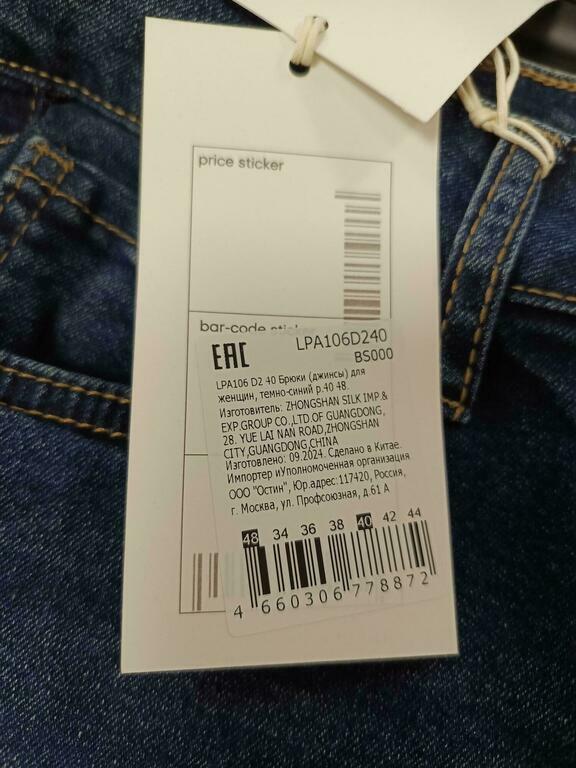 price sticker
bar-code sticker
EAC LPA106D240
BS000
LPA106 D2 40 Брюки (джинсы) для
женщин, темно-синий р.40 48.
Изготовитель: ZHONGSHAN SILK IMP.&
EXP.GROUP CO.,LTD OF GUANGDONG,
28. YUE LAI NAN ROAD,ZHONGSHAN
CITY,GUANGDONG,CHINA
Изготовлено: 09.2024. Сделано в Китае.
Импортер иУполномоченная организация
ООО "Остин", Юр.адрес:117420, Россия,
г. Москва, ул. Профсоюзная, д.61 А
48 34 36 38 40 42 44
4 660306 778872